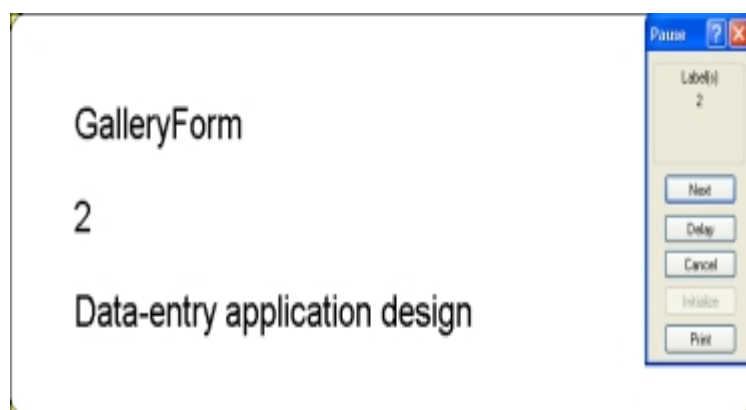 GalleryForm
2
Data-entry application design
Pause
Label(s)
2
Next
Delay
Cancel
Initialize
Print